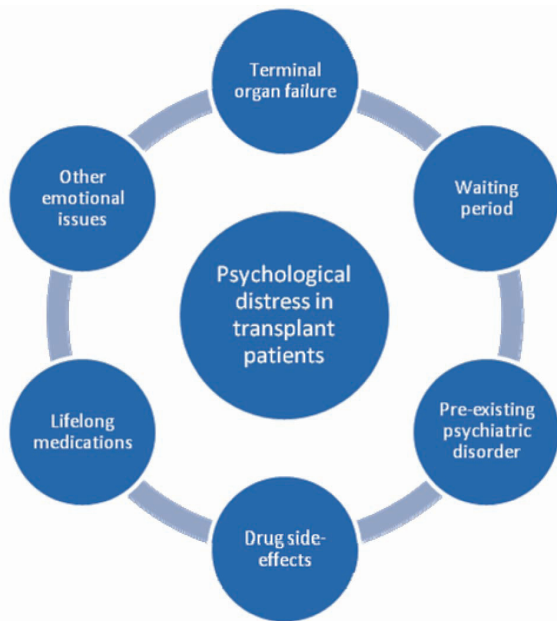 Terminal
organ failure
Waiting
period
Pre-existing
psychiatric
disorder
Drug side-
effects
Lifelong
medications
Other
emotional
issues
Psychological
distress in
transplant
patients